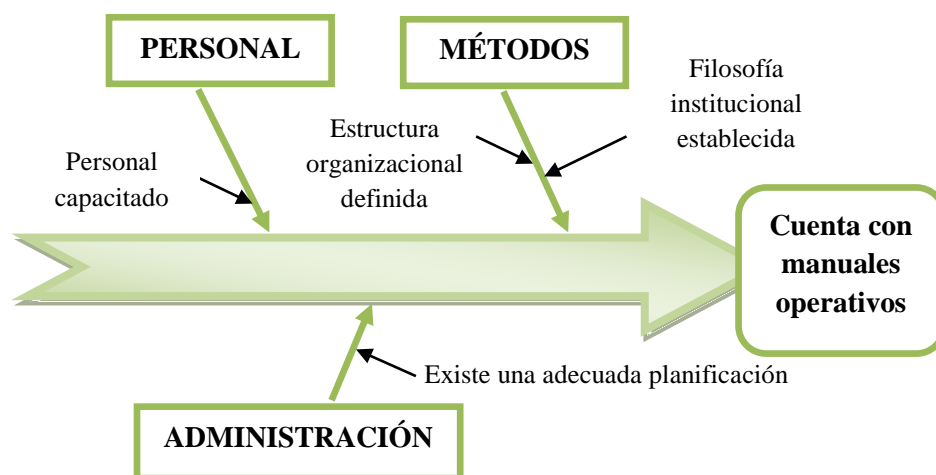 PERSONAL
MÉTODOS
Filosofía
institucional
establecida
Estructura
organizacional
definida
Personal
capacitado
Cuenta con
manuales
operativos
Existe una adecuada planificación
ADMINISTRACIÓN